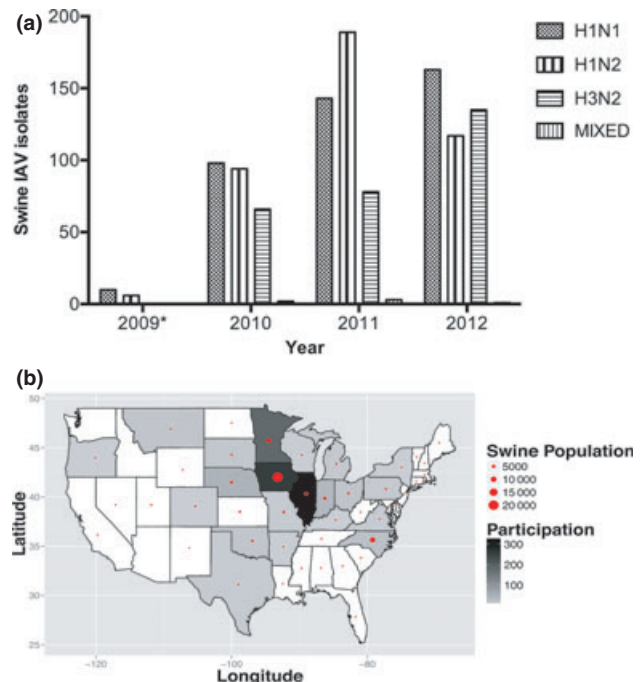 (a)
200
150
100
50
0
Swine IAV isolates
2009*
2010
2011
2012
Year
H1N1
H1N2
H3N2
MIXED
(b)
50
45
40
35
30
25
Latitude
−120
−100
−80
Longitude
Swine Population
5000
10 000
15 000
20 000
Participation
300
200
100